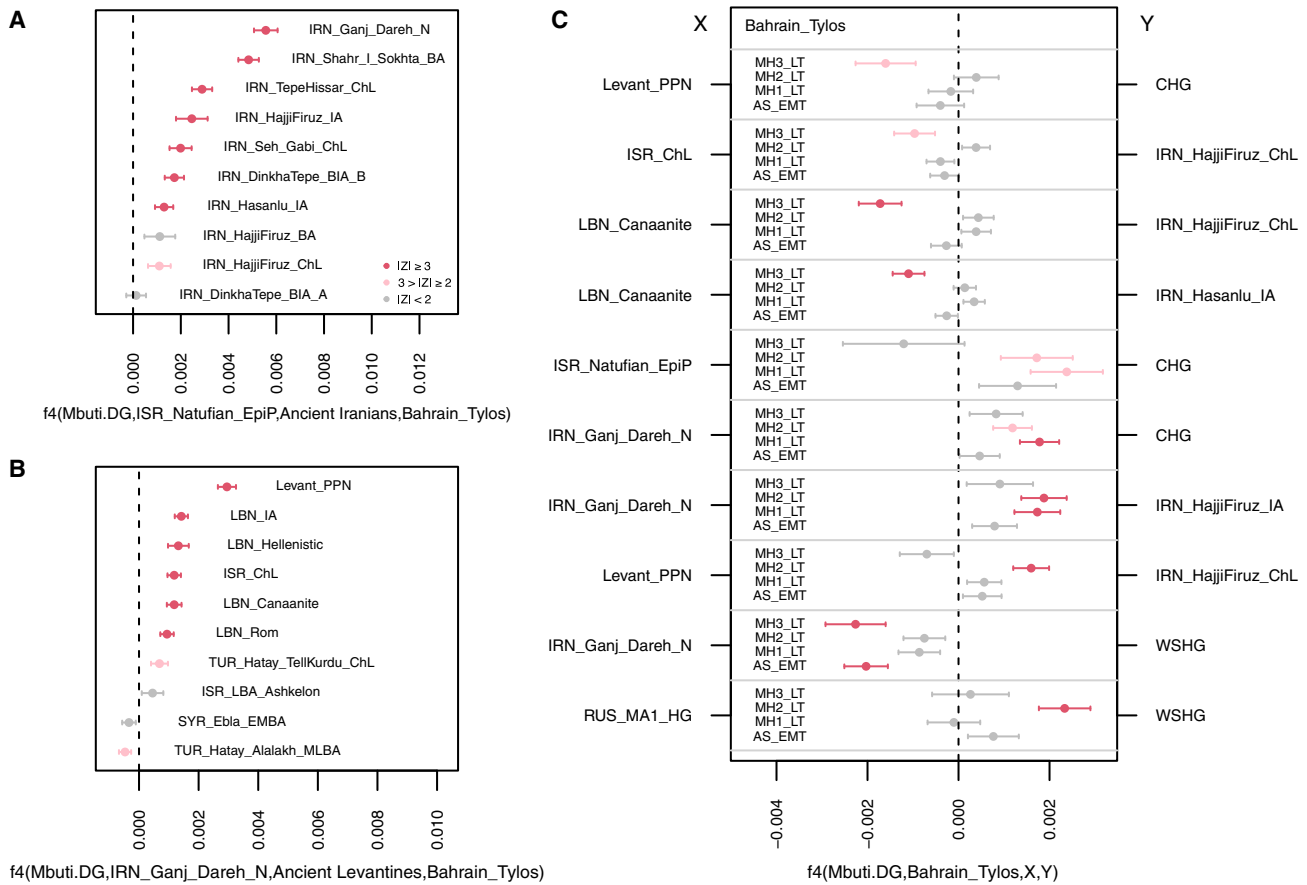 A
IRN_Ganj_Dareh_N
IRN_Shahr_I_Sokhta_BA
IRN_TepeHissar_ChL
IRN_HajjiFiruz_IA
IRN_Seh_Gabi_ChL
IRN_DinkhaTepe_BIA_B
IRN_Hasanlu_IA
IRN_HajjiFiruz_BA
IRN_HajjiFiruz_ChL
IRN_DinkhaTepe_BIA_A
|Z| ≥ 3
3 > |Z| ≥ 2
|Z| < 2
0.000 0.002 0.004 0.006 0.008 0.010 0.012
f4(Mbuti.DG,ISR_Natufian_EpiP,Ancient Iranians,Bahrain_Tylos)
B
Levant_PPN
LBN_IA
LBN_Hellenistic
ISR_ChL
LBN_Canaanite
LBN_Rom
TUR_Hatay_TellKurdu_ChL
ISR_LBA_Ashkelon
SYR_Ebla_EMBA
TUR_Hatay_Alalakh_MLBA
0.000 0.002 0.004 0.006 0.008 0.010
f4(Mbuti.DG,IRN_Ganj_Dareh_N,Ancient Levantines,Bahrain_Tylos)
C
X Bahrain_Tylos Y
MH3_LT
MH2_LT
Levant_PPN CHG
MH1_LT
AS_EMT
MH3_LT
MH2_LT
ISR_ChL IRN_HajjiFiruz_ChL
MH1_LT
AS_EMT
MH3_LT
MH2_LT
LBN_Canaanite IRN_HajjiFiruz_ChL
MH1_LT
AS_EMT
MH3_LT
MH2_LT
LBN_Canaanite IRN_Hasanlu_IA
MH1_LT
AS_EMT
MH3_LT
MH2_LT
ISR_Natufian_EpiP CHG
MH1_LT
AS_EMT
MH3_LT
MH2_LT
IRN_Ganj_Dareh_N CHG
MH1_LT
AS_EMT
MH3_LT
MH2_LT
IRN_Ganj_Dareh_N IRN_HajjiFiruz_IA
MH1_LT
AS_EMT
MH3_LT
MH2_LT
Levant_PPN IRN_HajjiFiruz_ChL
MH1_LT
AS_EMT
MH3_LT
MH2_LT
IRN_Ganj_Dareh_N WSHG
MH1_LT
AS_EMT
MH3_LT
MH2_LT
RUS_MA1_HG WSHG
MH1_LT
AS_EMT
−0.004 −0.002 0.000 0.002
f4(Mbuti.DG,Bahrain_Tylos,X,Y)